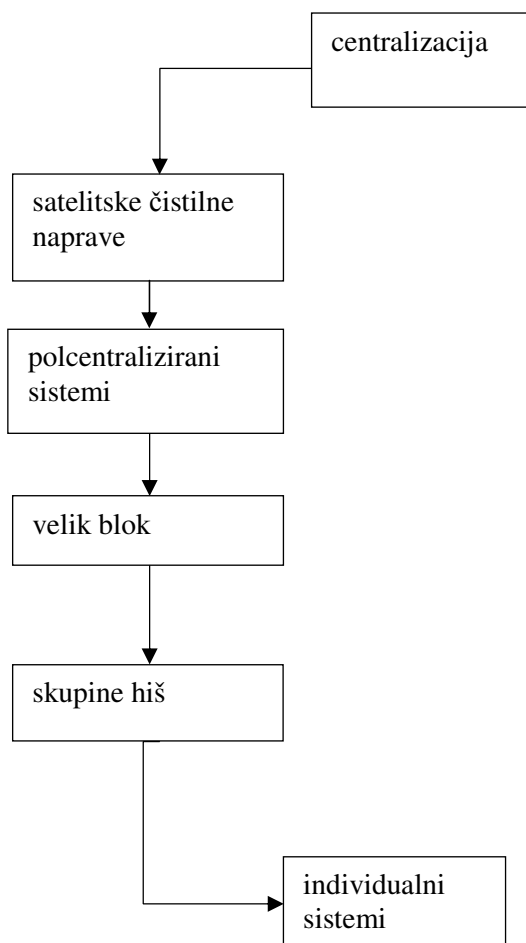 centralizacija
satelitske čistilne
naprave
polcentralizirani
sistemi
velik blok
skupine hiš
individualni
sistemi